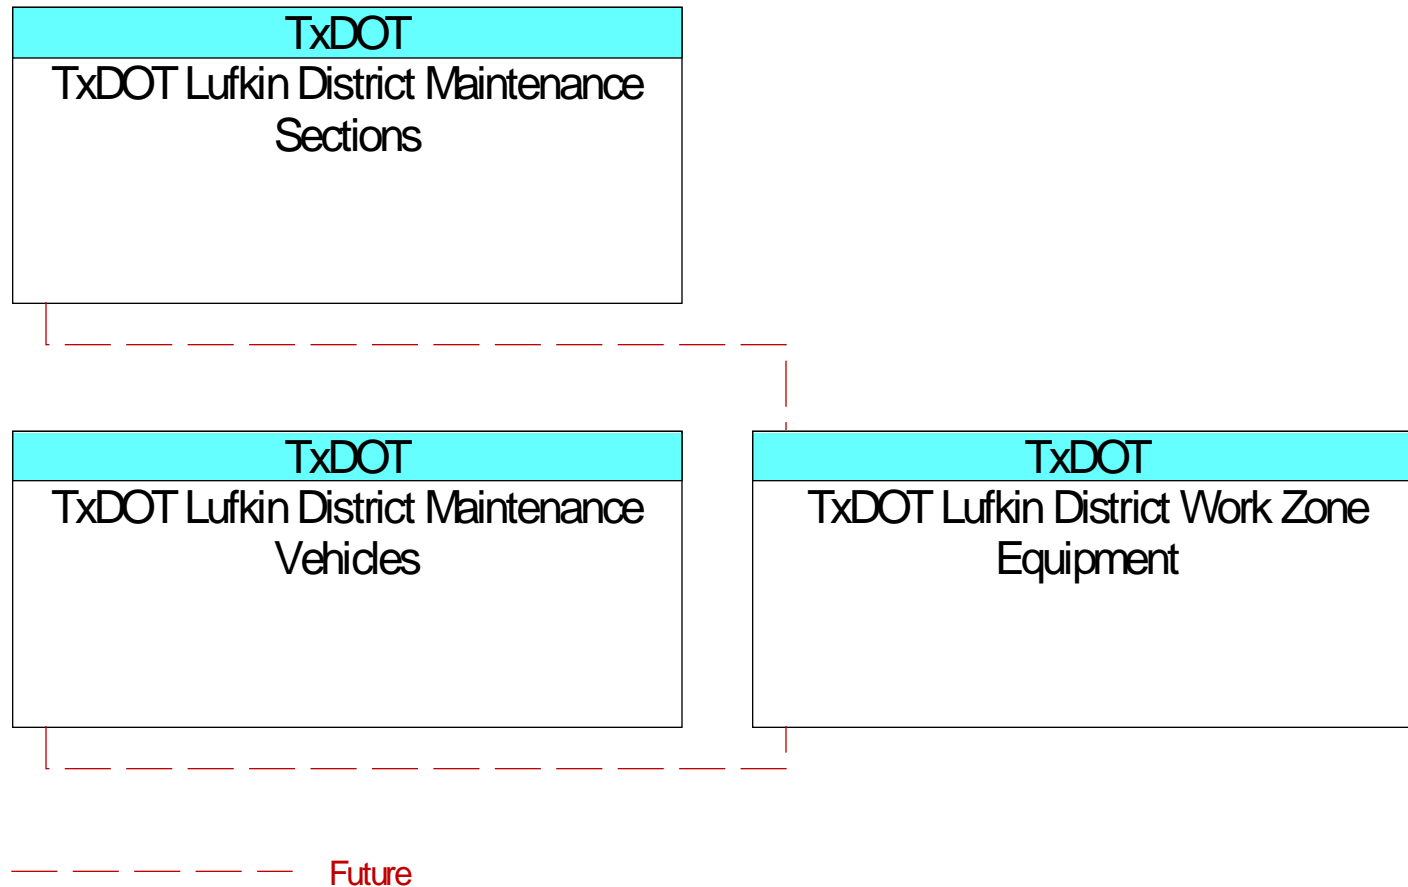 TxDOT
TxDOT Lufkin District Maintenance
Sections
TxDOT
TxDOT Lufkin District Maintenance
Vehicles
TxDOT
TxDOT Lufkin District Work Zone
Equipment
Future